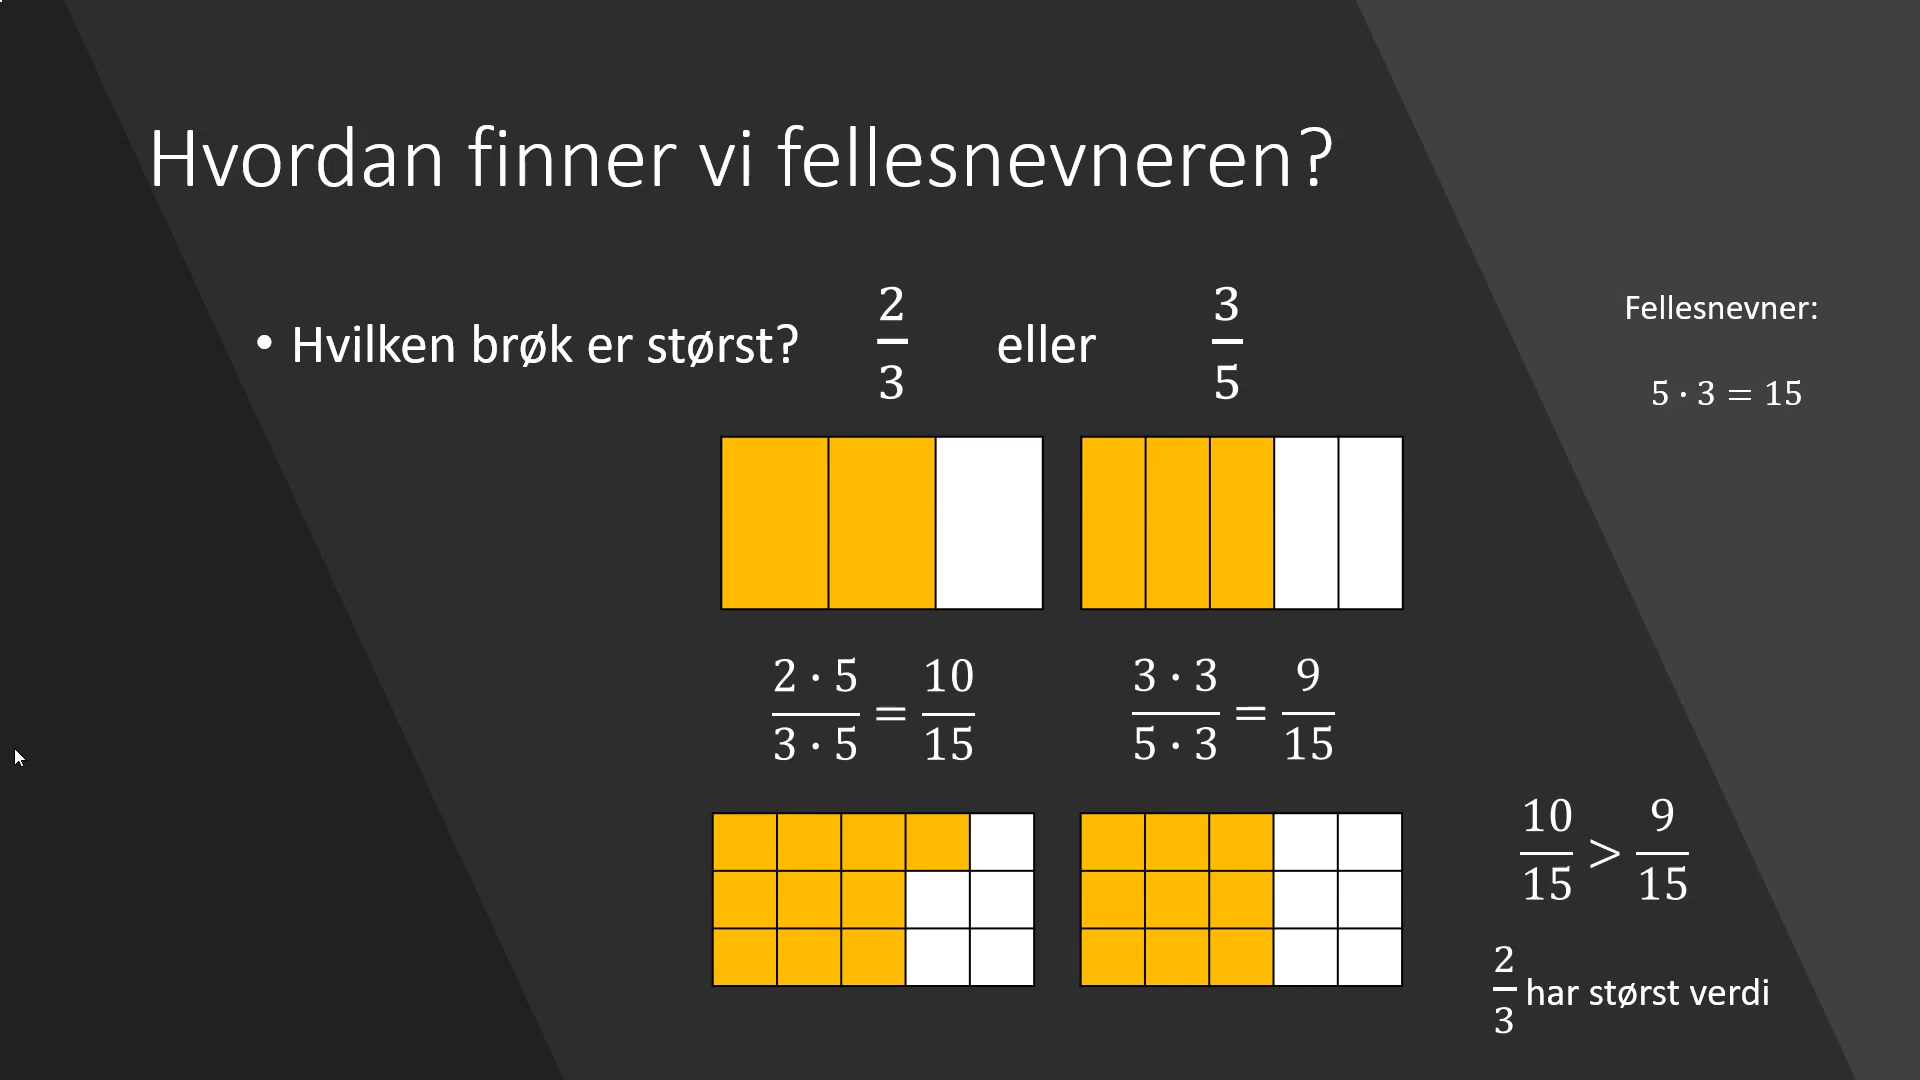 Hvordan finner vi fellesnevneren?
• Hvilken brøk er størst? 2/3 eller 3/5
Fellesnevner:
5 · 3 = 15
(2 · 5)/(3 · 5) = 10/15
(3 · 3)/(5 · 3) = 9/15
10/15 > 9/15
2/3 har størst verdi